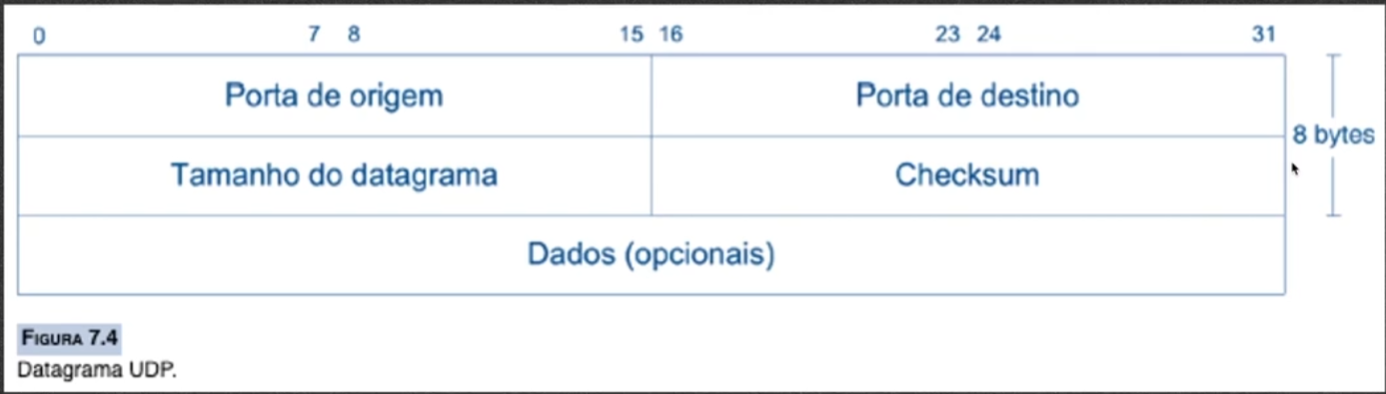 0 7 8 15 16 23 24 31
Porta de origem Porta de destino
8 bytes
Tamanho do datagrama Checksum
Dados (opcionais)
FIGURA 7.4
Datagrama UDP.